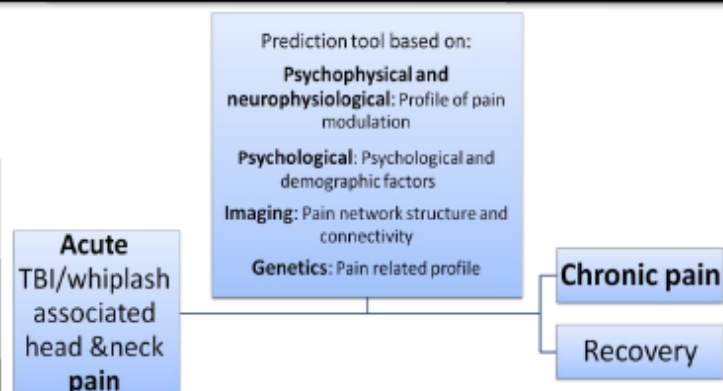 Prediction tool based on:
Psychophysical and
neurophysiological: Profile of pain
modulation
Psychological: Psychological and
demographic factors
Imaging: Pain network structure and
connectivity
Genetics: Pain related profile
Acute
TBI/whiplash
associated
head &neck
pain
Chronic pain
Recovery